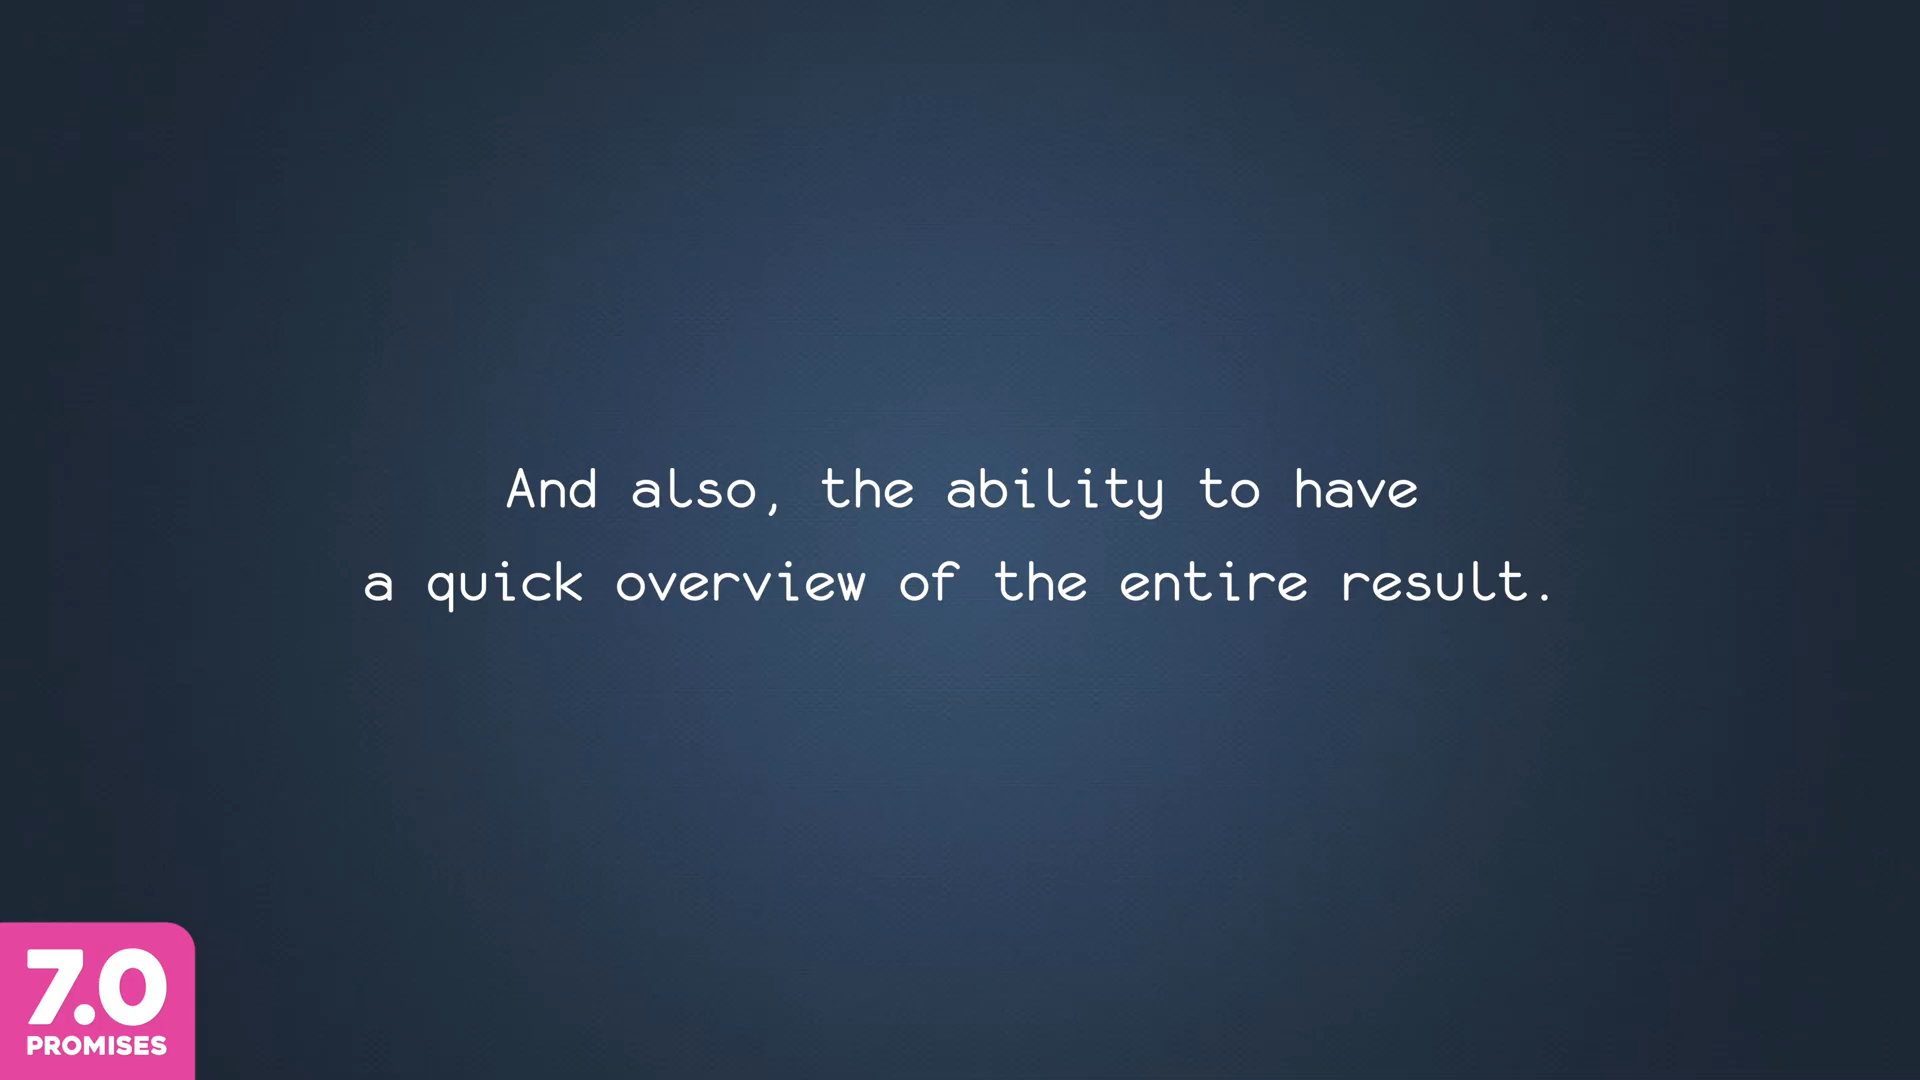 And also, the ability to have
a quick overview of the entire result.
7.0
PROMISES